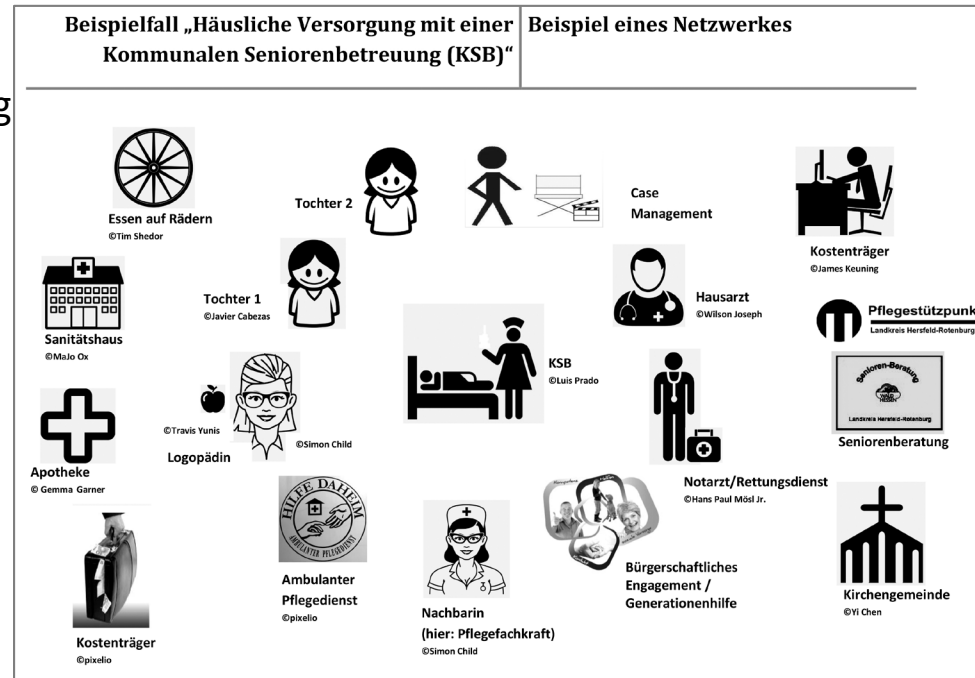 g
Beispielfall „Häusliche Versorgung mit einer
Kommunalen Seniorenbetreuung (KSB)“
Beispiel eines Netzwerkes
Essen auf Rädern
©Tim Shedor
Tochter 2
Case
Management
Kostenträger
©James Keuning
Sanitätshaus
©MaJo Ox
Tochter 1
©Javier Cabezas
Hausarzt
©Wilson Joseph
Pflegestützpunk
Landkreis Hersfeld-Rotenburg
KSB
©Luis Prado
Senioren-Beratung
WALD
HESSEN
Landkreis Hersfeld-Rotenburg
Seniorenberatung
Apotheke
© Gemma Garner
©Travis Yunis
©Simon Child
Logopädin
Notarzt/Rettungsdienst
©Hans Paul Mösl Jr.
HILFE DAHEIM
AMBULANTER PFLEGEDIENST
Ambulanter
Pflegedienst
©pixelio
Nachbarin
(hier: Pflegefachkraft)
©Simon Child
Bürgerschaftliches
Engagement /
Generationenhilfe
Kirchengemeinde
©Yi Chen
Kostenträger
©pixelio